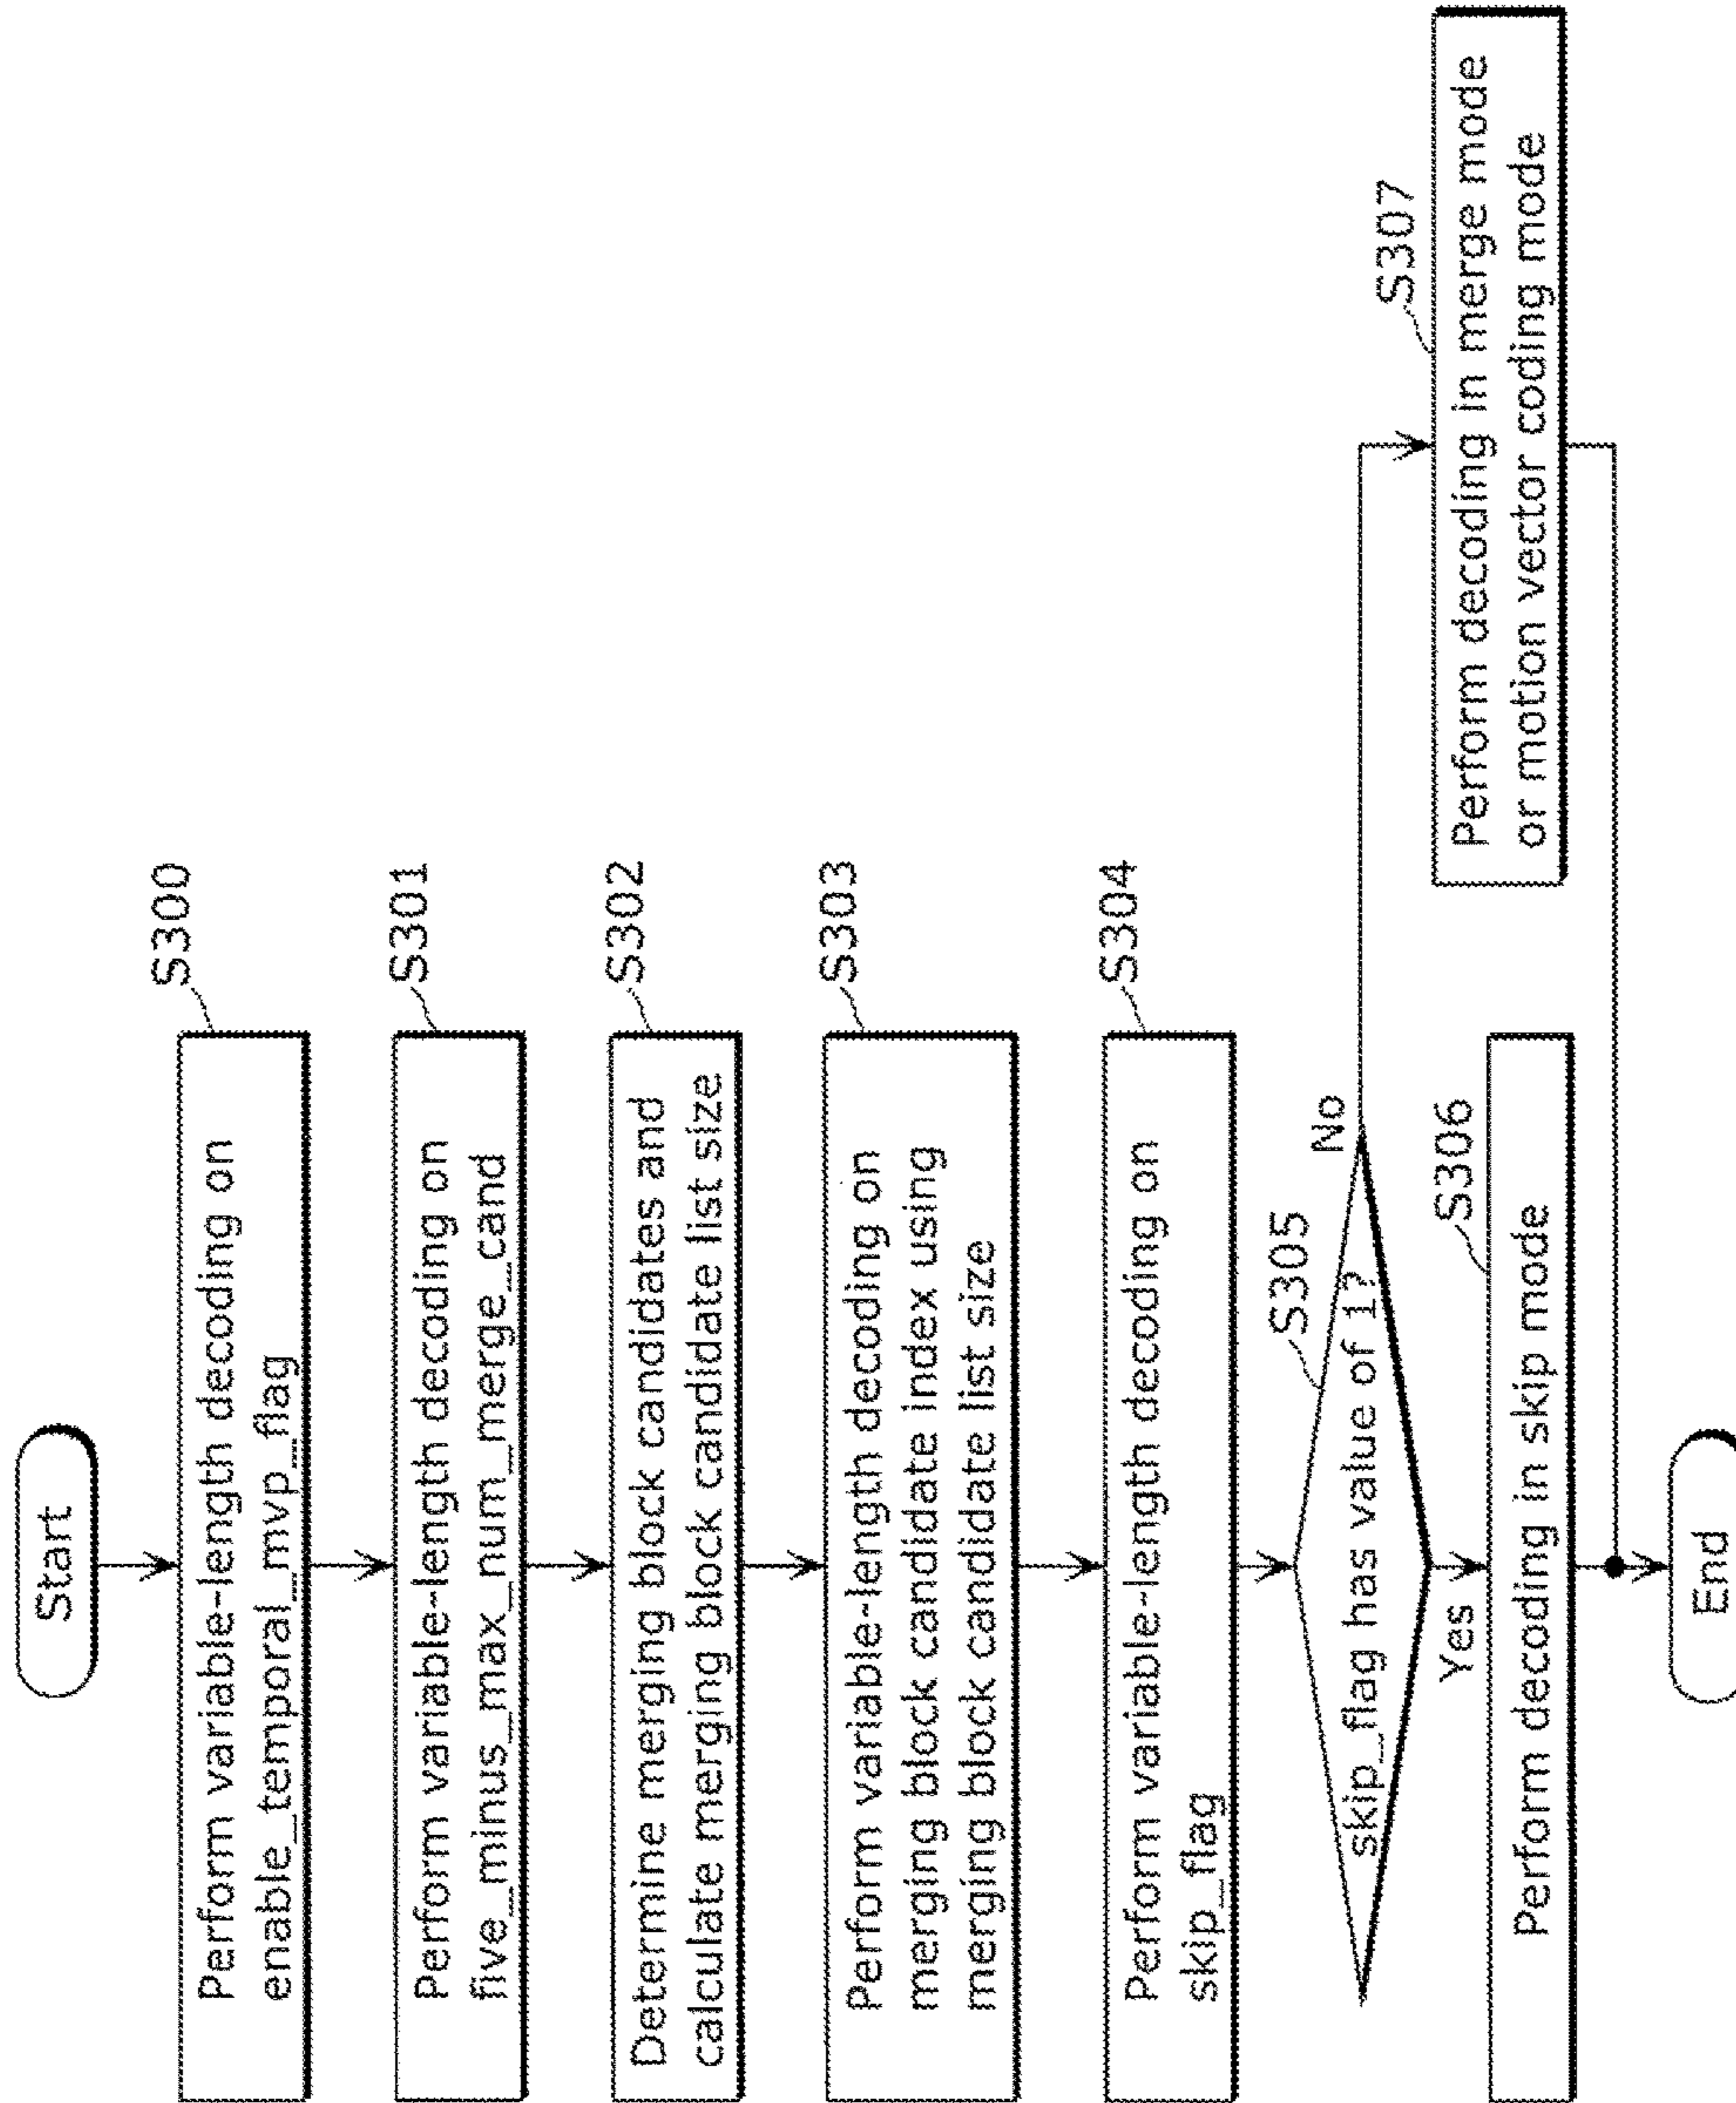 Start
S300
Perform variable-length decoding on
enable_temporal_mvp_flag
S301
Perform variable-length decoding on
five_minus_max_num_merge_cand
S302
Determine merging block candidates and
calculate merging block candidate list size
S303
Perform variable-length decoding on
merging block candidate index using
merging block candidate list size
S304
Perform variable-length decoding on
skip_flag
S305
skip_flag has value of 1?
No
Yes
S306
Perform decoding in skip mode
S307
Perform decoding in merge mode
or motion vector coding mode
End